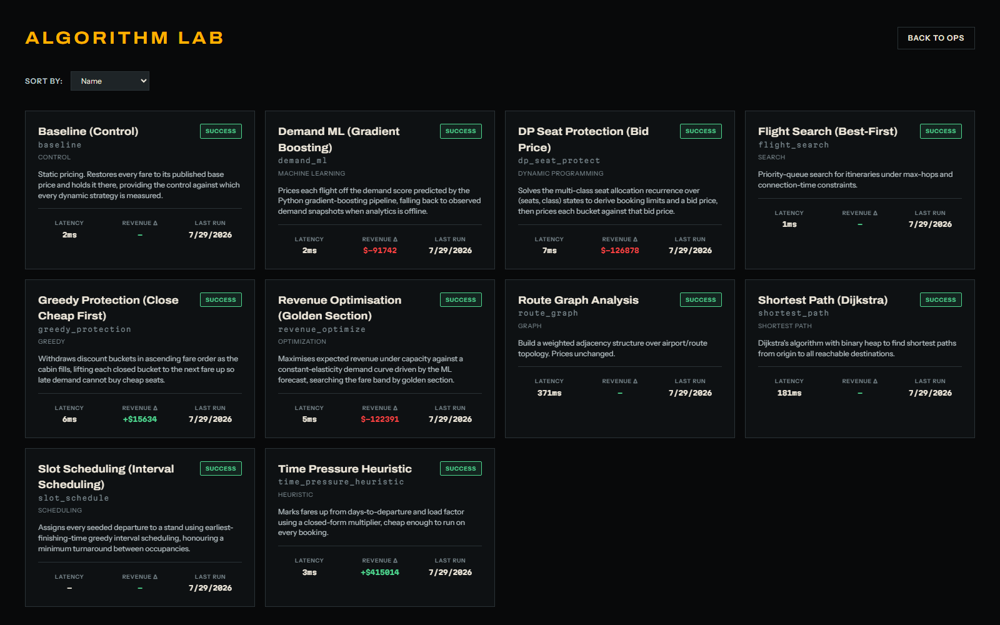 ALGORITHM LAB
BACK TO OPS
SORT BY:
Name
Baseline (Control)
SUCCESS
baseline
CONTROL
Static pricing. Restores every fare to its published base
price and holds it there, providing the control against which
every dynamic strategy is measured.
LATENCY
REVENUE Δ
LAST RUN
2ms
–
7/29/2026
Demand ML (Gradient
Boosting)
SUCCESS
demand_ml
MACHINE LEARNING
Prices each flight off the demand score predicted by the
Python gradient-boosting pipeline, falling back to observed
demand snapshots when analytics is offline.
LATENCY
REVENUE Δ
LAST RUN
2ms
$-91742
7/29/2026
DP Seat Protection (Bid
Price)
SUCCESS
dp_seat_protect
DYNAMIC PROGRAMMING
Solves the multi-class seat allocation recurrence over
(seats, class) states to derive booking limits and a bid price,
then prices each bucket against that bid price.
LATENCY
REVENUE Δ
LAST RUN
7ms
$-126878
7/29/2026
Flight Search (Best-First)
SUCCESS
flight_search
SEARCH
Priority-queue search for itineraries under max-hops and
connection-time constraints.
LATENCY
REVENUE Δ
LAST RUN
1ms
–
7/29/2026
Greedy Protection (Close
Cheap First)
SUCCESS
greedy_protection
GREEDY
Withdraws discount buckets in ascending fare order as the
cabin fills, lifting each closed bucket to the next fare up so
late demand cannot buy cheap seats.
LATENCY
REVENUE Δ
LAST RUN
6ms
+$15634
7/29/2026
Revenue Optimisation
(Golden Section)
SUCCESS
revenue_optimize
OPTIMIZATION
Maximises expected revenue under capacity against a
constant-elasticity demand curve driven by the ML
forecast, searching the fare band by golden section.
LATENCY
REVENUE Δ
LAST RUN
5ms
$-122391
7/29/2026
Route Graph Analysis
SUCCESS
route_graph
GRAPH
Build a weighted adjacency structure over airport/route
topology. Prices unchanged.
LATENCY
REVENUE Δ
LAST RUN
371ms
–
7/29/2026
Shortest Path (Dijkstra)
SUCCESS
shortest_path
SHORTEST PATH
Dijkstra's algorithm with binary heap to find shortest paths
from origin to all reachable destinations.
LATENCY
REVENUE Δ
LAST RUN
181ms
–
7/29/2026
Slot Scheduling (Interval
Scheduling)
SUCCESS
slot_schedule
SCHEDULING
Assigns every seeded departure to a stand using earliest-
finishing-time greedy interval scheduling, honouring a
minimum turnaround between occupancies.
LATENCY
REVENUE Δ
LAST RUN
–
–
7/29/2026
Time Pressure Heuristic
SUCCESS
time_pressure_heuristic
HEURISTIC
Marks fares up from days-to-departure and load factor
using a closed-form multiplier, cheap enough to run on
every booking.
LATENCY
REVENUE Δ
LAST RUN
3ms
+$415014
7/29/2026